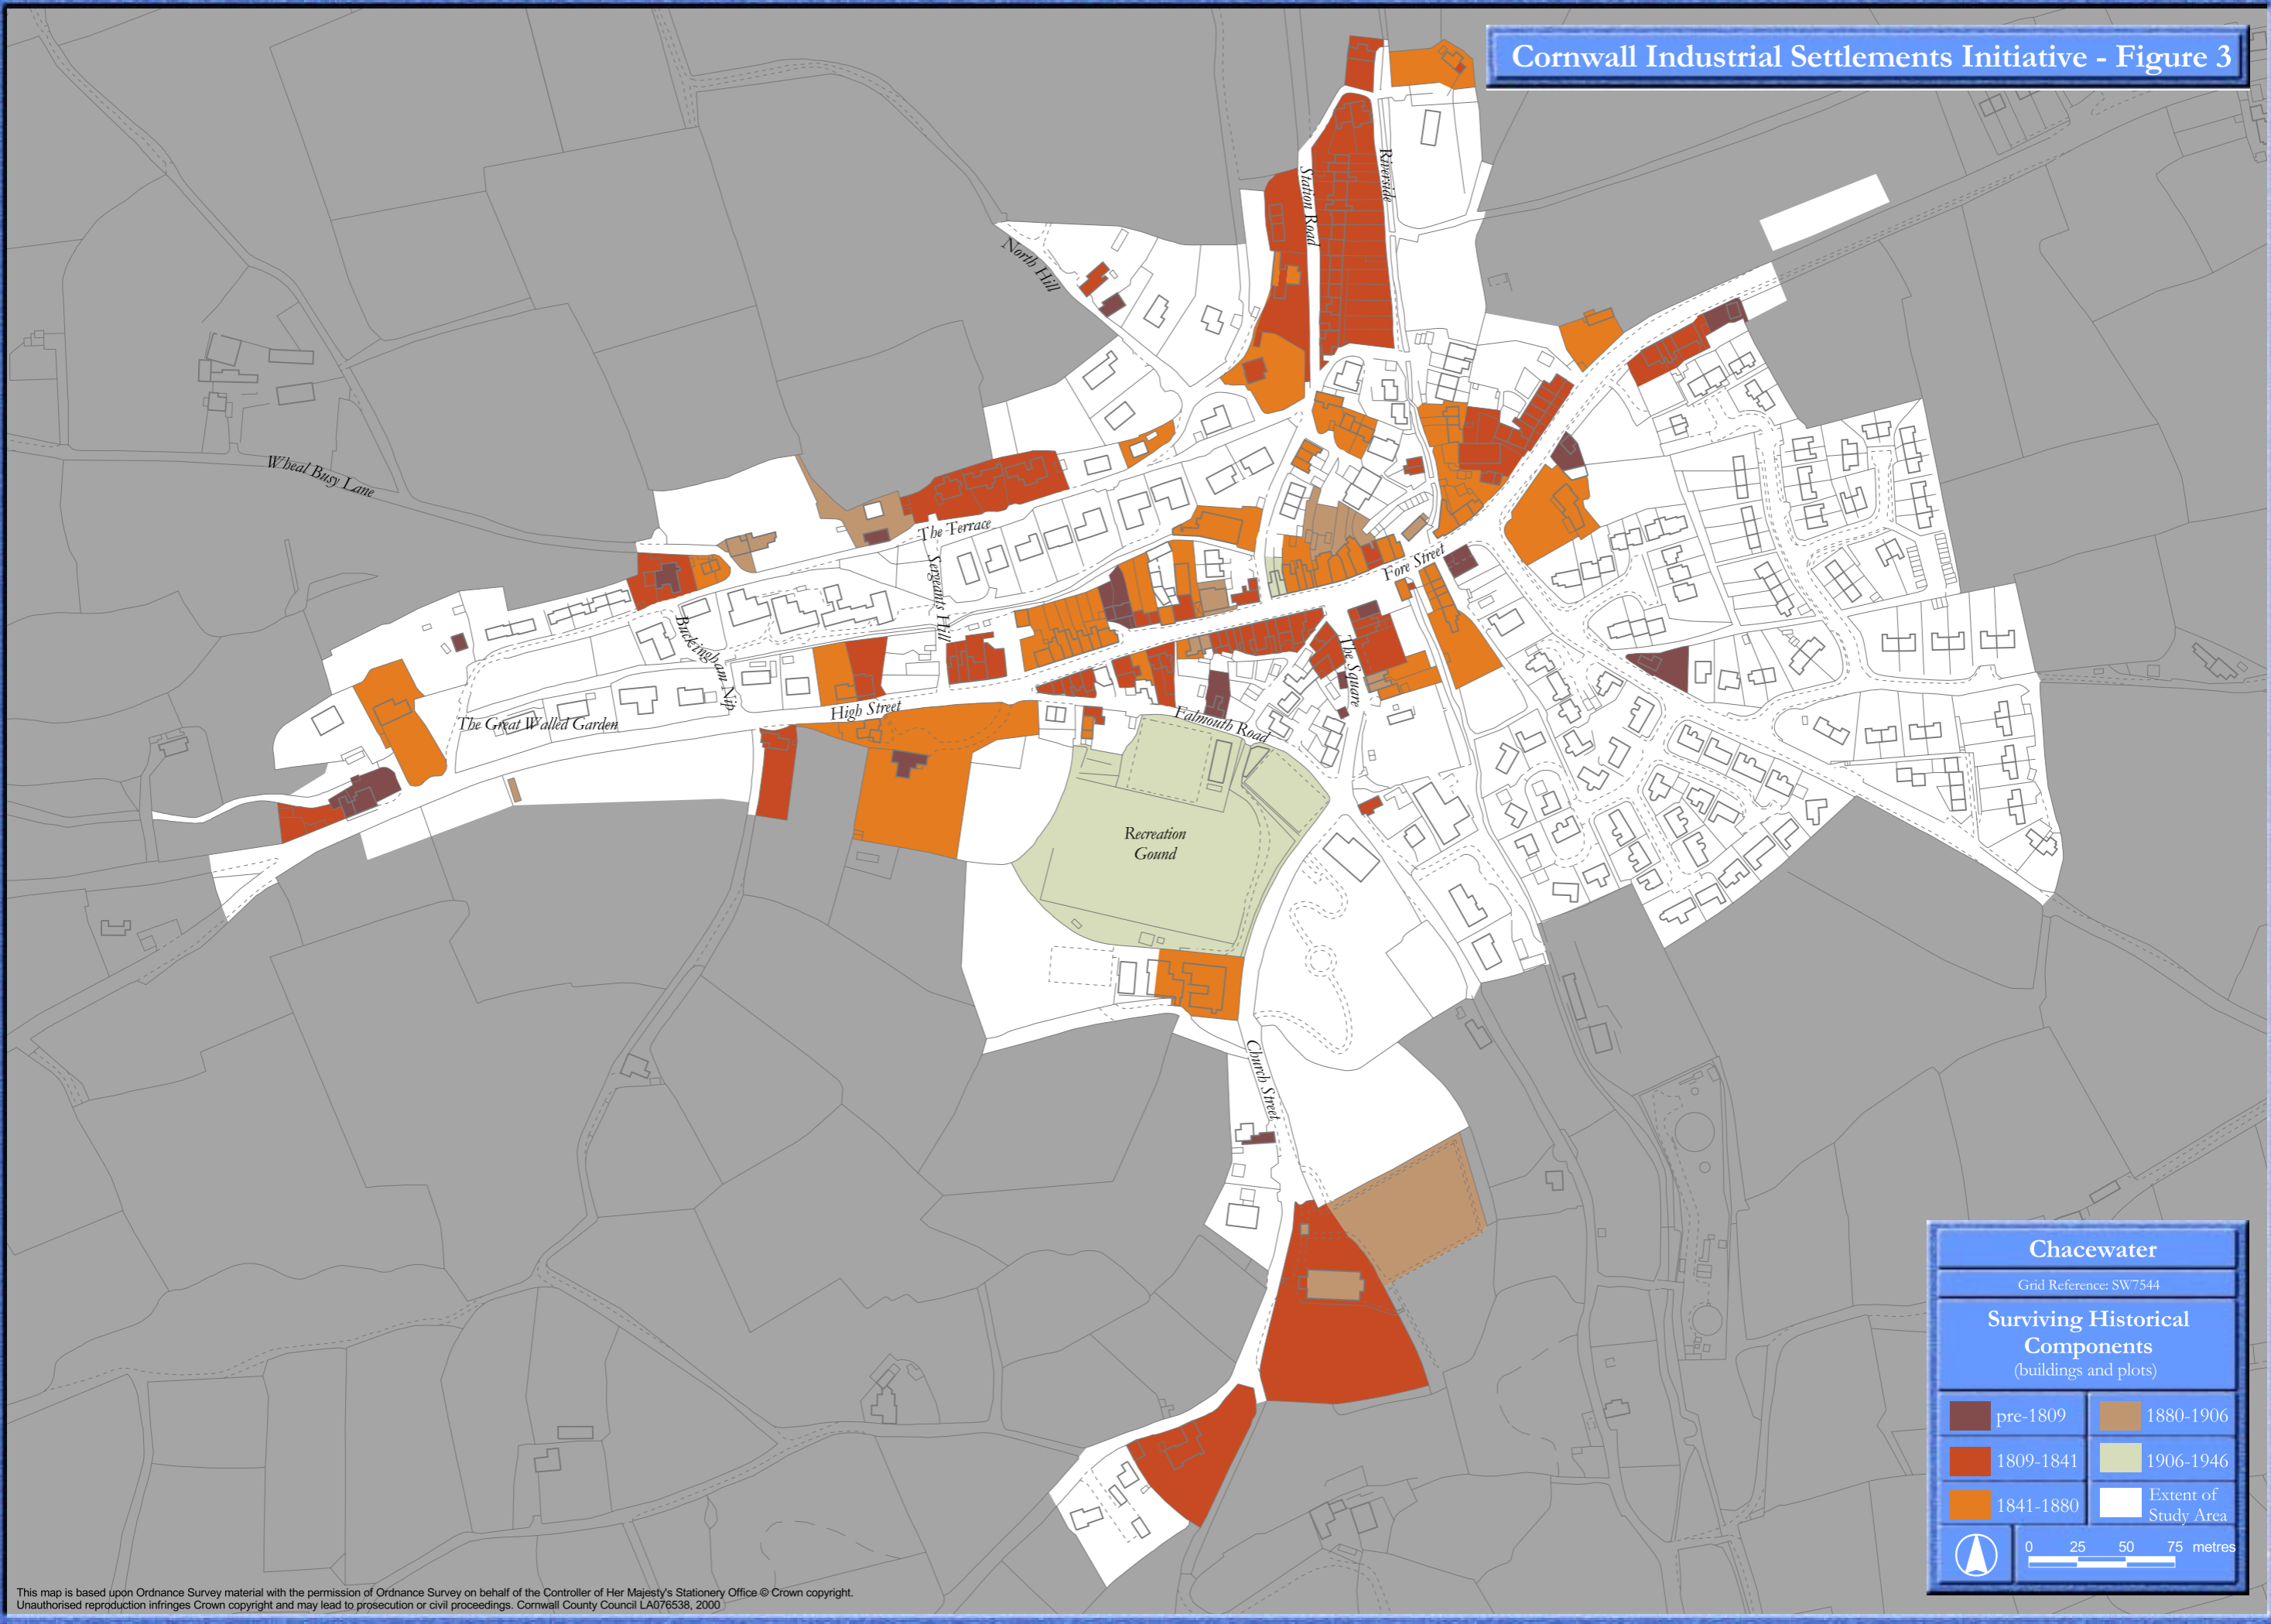 Cornwall Industrial Settlements Initiative - Figure 3
Riverside
Station Road
North Hill
Wheal Busy Lane
The Terrace
Sergeants Hill
Fore Street
Buckingham Nip
The Square
High Street
Falmouth Road
The Great Walled Garden
Recreation
Gound
Church Street
Chacewater
Grid Reference: SW7544
Surviving Historical
Components
(buildings and plots)
pre-1809
1880-1906
1809-1841
1906-1946
1841-1880
Extent of
Study Area
0 25 50 75 metres
This map is based upon Ordnance Survey material with the permission of Ordnance Survey on behalf of the Controller of Her Majesty's Stationery Office © Crown copyright.
Unauthorised reproduction infringes Crown copyright and may lead to prosecution or civil proceedings. Cornwall County Council LA076538, 2000